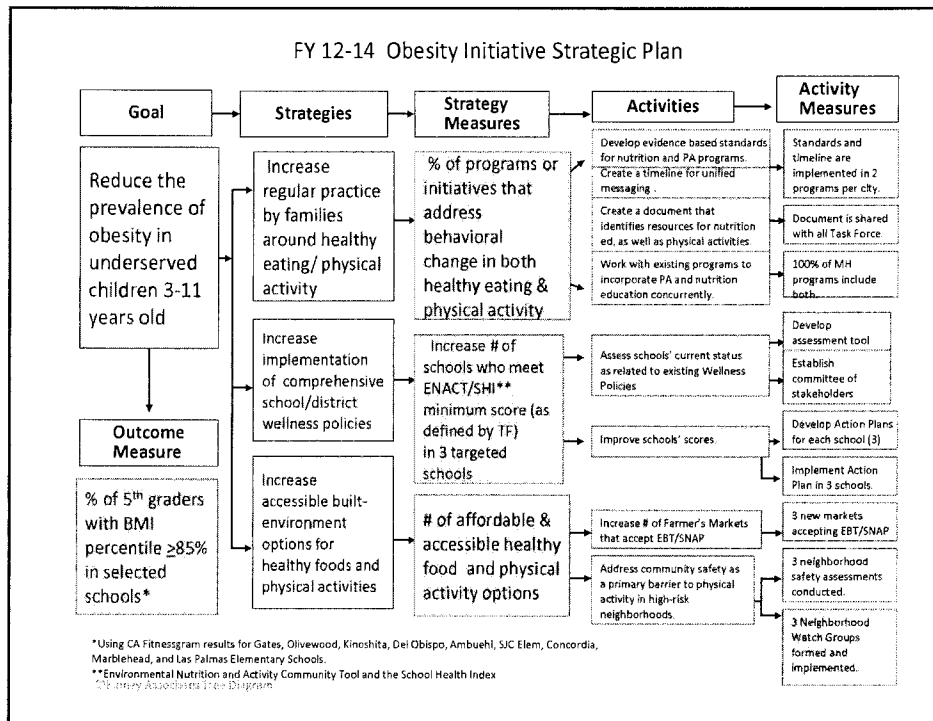 FY 12-14 Obesity Initiative Strategic Plan
Goal
Strategies
Strategy
Measures
Activities
Activity
Measures
Reduce the
prevalence of
obesity in
underserved
children 3-11
years old
Outcome
Measure
% of 5th graders
with BMI
percentile ≥85%
in selected
schools*
Increase
regular practice
by families
around healthy
eating/ physical
activity
Increase
implementation
of comprehensive
school/district
wellness policies
Increase
accessible built-
environment
options for
healthy foods and
physical activities
% of programs or
initiatives that
address
behavioral
change in both
healthy eating &
physical activity
Increase # of
schools who meet
ENACT/SHI**
minimum score (as
defined by TF)
in 3 targeted
schools
# of affordable &
accessible healthy
food and physical
activity options
Develop evidence based standards
for nutrition and PA programs.
Create a timeline for unified
messaging .
Create a document that
identifies resources for nutrition
ed, as well as physical activities
Work with existing programs to
incorporate PA and nutrition
education concurrently.
Assess schools' current status
as related to existing Wellness
Policies
Improve schools' scores.
Increase # of Farmer's Markets
that accept EBT/SNAP
Address community safety as
a primary barrier to physical
activity in high-risk
neighborhoods.
Standards and
timeline are
implemented in 2
programs per city.
Document is shared
with all Task Force.
100% of MH
programs include
both.
Develop
assessment tool
Establish
committee of
stakeholders
Develop Action Plans
for each school (3)
Implement Action
Plan in 3 schools.
3 new markets
accepting EBT/SNAP
3 neighborhood
safety assessments
conducted.
3 Neighborhood
Watch Groups
formed and
implemented.
*Using CA Fitnessgram results for Gates, Olivewood, Kinoshita, Del Obispo, Ambuehl, SJC Elem, Concordia,
Marblehead, and Las Palmas Elementary Schools.
**Environmental Nutrition and Activity Community Tool and the School Health Index
Associates Tree Diagram